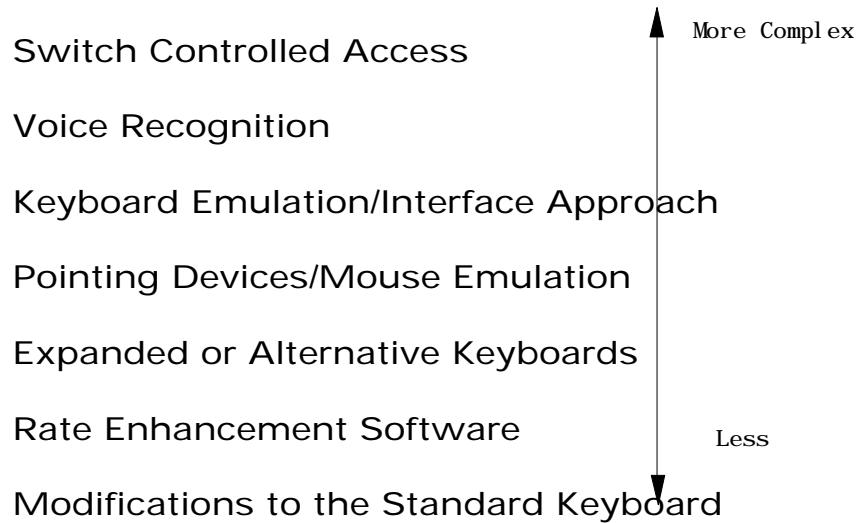 More Complex
Switch Controlled Access
Voice Recognition
Keyboard Emulation/Interface Approach
Pointing Devices/Mouse Emulation
Expanded or Alternative Keyboards
Rate Enhancement Software
Less
Modifications to the Standard Keyboard